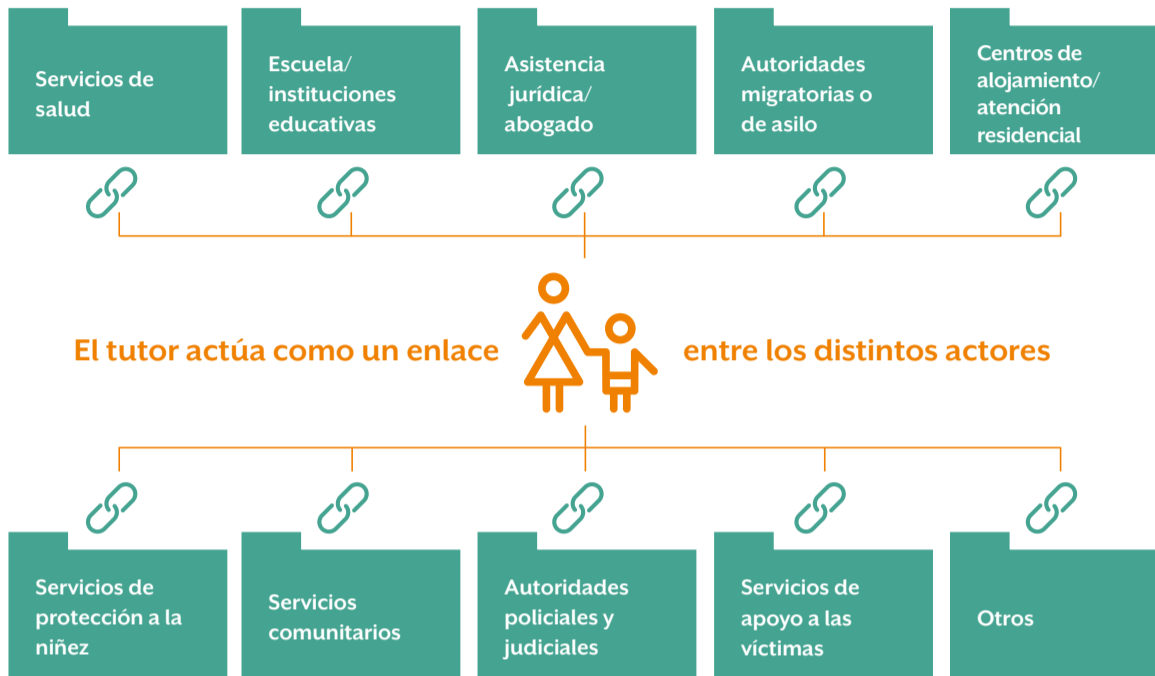 Servicios de
salud
Escuela/
instituciones
educativas
Asistencia
jurídica/
abogado
Autoridades
migratorias o
de asilo
Centros de
alojamiento/
atención
residencial
El tutor actúa como un enlace
entre los distintos actores
Servicios de
protección a la
niñez
Servicios
comunitarios
Autoridades
policiales y
judiciales
Servicios de
apoyo a las
víctimas
Otros